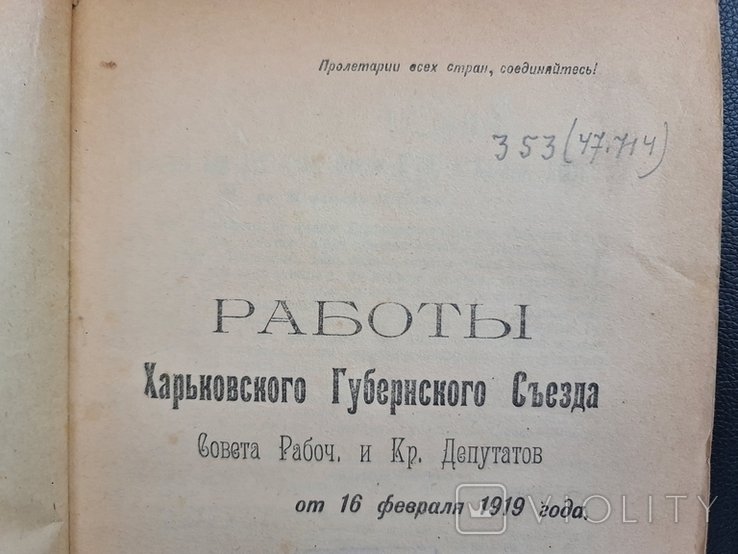 Пролетарии всех стран, соединяйтесь!
353(47.714)
РАБОТЫ
Харьковского Губернского Съезда
Совета Рабоч. и Кр. Депутатов
от 16 февраля 1919 года.
VIOLITY